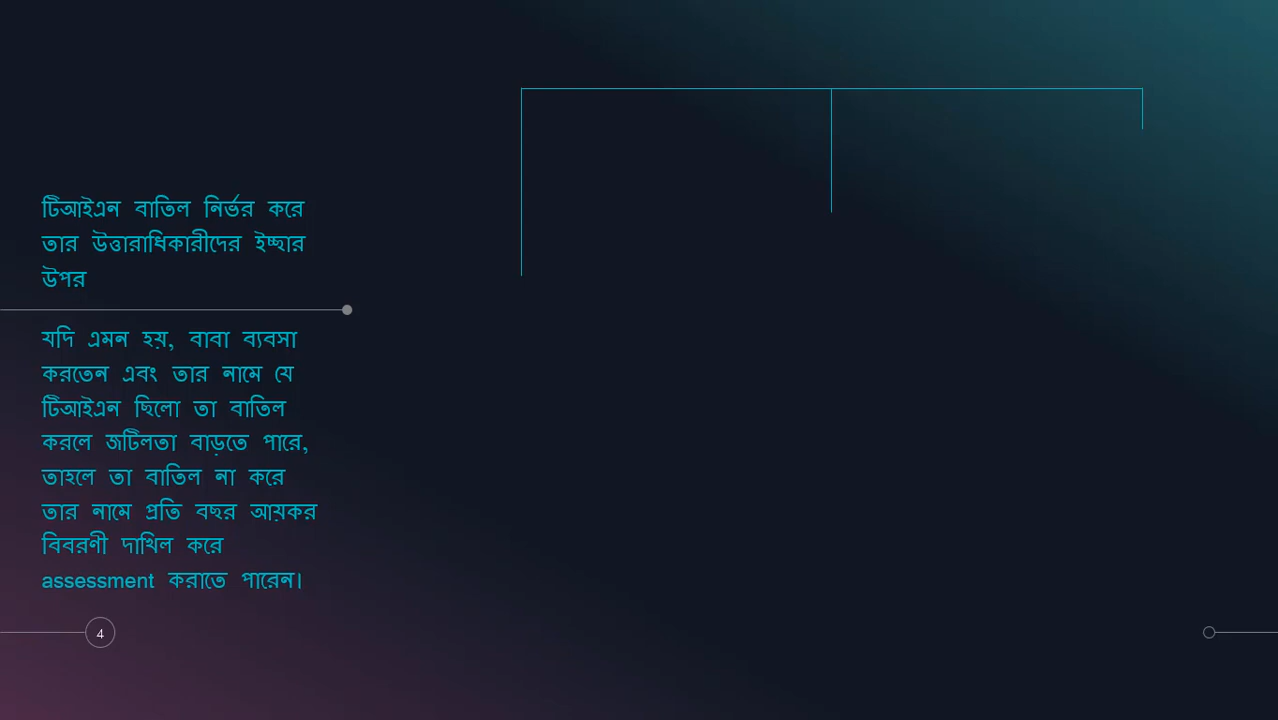 টিআইএন বাতিল নির্ভর করে
তার উত্তারাধিকারীদের ইচ্ছার
উপর
যদি এমন হয়, বাবা ব্যবসা
করতেন এবং তার নামে যে
টিআইএন ছিলো তা বাতিল
করলে জটিলতা বাড়তে পারে,
তাহলে তা বাতিল না করে
তার নামে প্রতি বছর আয়কর
বিবরণী দাখিল করে
assessment করাতে পারেন।
4